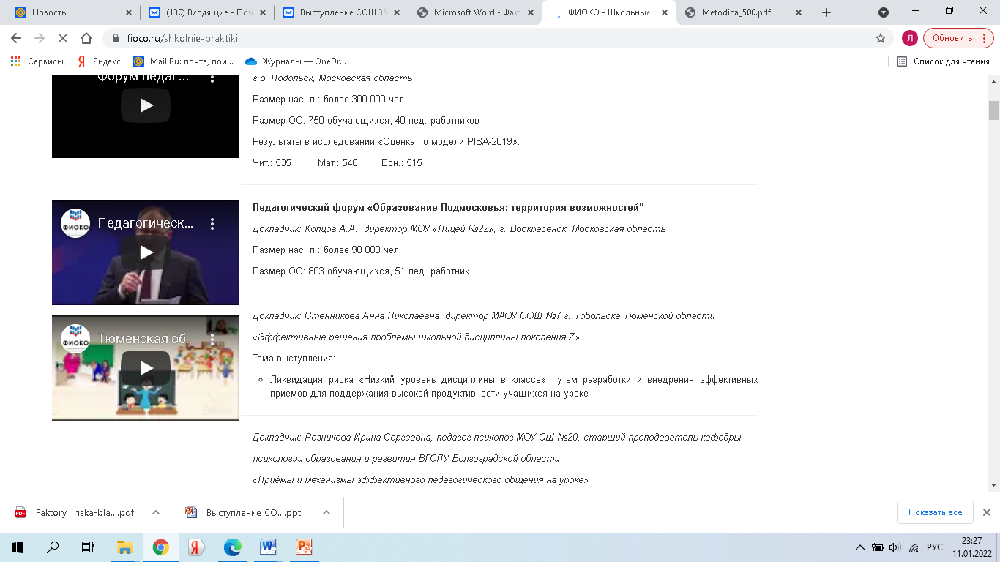 Новость
(130) Входящие - Поч
Выступление СОШ 35
Microsoft Word - Фак
ФИОКО - Школьные
Metodica_500.pdf
fioco.ru/shkolnie-praktiki
Л
Обновить
Сервисы
Яндекс
Mail.Ru: почта, пои...
Журналы — OneDr...
Список для чтения
Форум педаг...
г.о. Подольск, Московская область
Размер нас. п.: более 300 000 чел.
Размер ОО: 750 обучающихся, 40 пед. работников
Результаты в исследовании «Оценка по модели PISA-2019»:
Чит.: 535 Мат.: 548 Есн.: 515
ФИОКО
Педагогическ...
Педагогический форум «Образование Подмосковья: территория возможностей"
Докладчик: Копцов А.А., директор МОУ «Лицей №22», г. Воскресенск, Московская область
Размер нас. п.: более 90 000 чел.
Размер ОО: 803 обучающихся, 51 пед. работник
ФИОКО
Тюменская об...
Докладчик: Стенникова Анна Николаевна, директор МАОУ СОШ №7 г. Тобольска Тюменской области
«Эффективные решения проблемы школьной дисциплины поколения Z»
Тема выступления:
Ликвидация риска «Низкий уровень дисциплины в классе» путем разработки и внедрения эффективных
приемов для поддержания высокой продуктивности учащихся на уроке
Докладчик: Резникова Ирина Сергеевна, педагог-психолог МОУ СШ №20, старший преподаватель кафедры
психологии образования и развития ВГСПУ Волгоградской области
«Приёмы и механизмы эффективного педагогического общения на уроке»
Faktory_riska-bla....pdf
Выступление СО....ppt
Показать все
РУС
23:27
11.01.2022